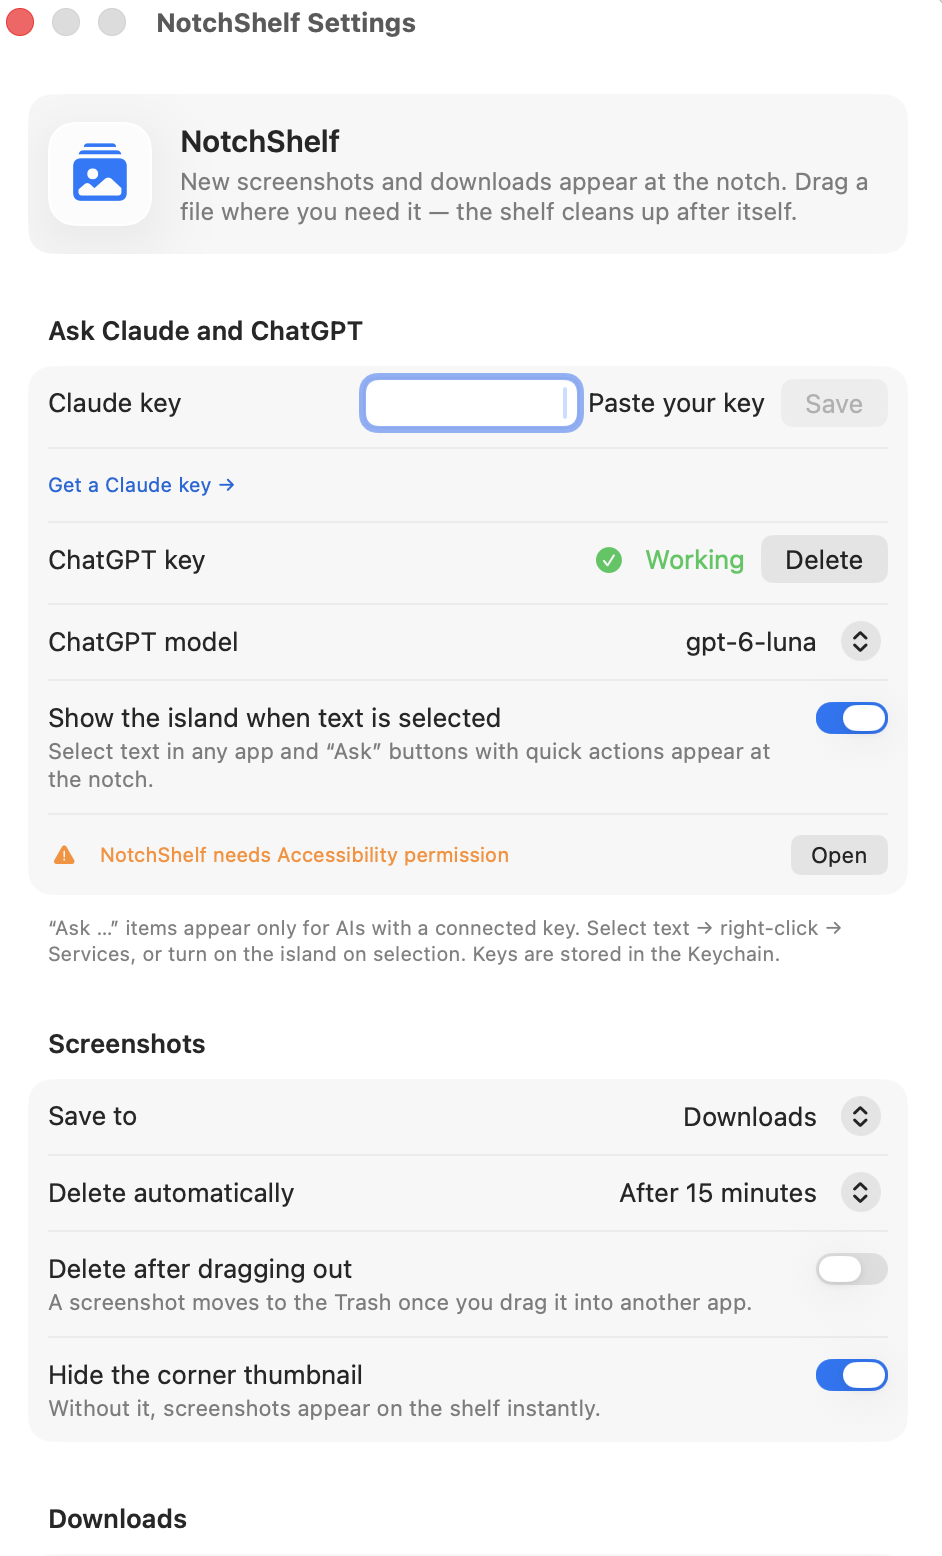 NotchShelf Settings
NotchShelf
New screenshots and downloads appear at the notch. Drag a
file where you need it — the shelf cleans up after itself.
Ask Claude and ChatGPT
Claude key Paste your key Save
Get a Claude key →
ChatGPT key Working Delete
ChatGPT model gpt-6-luna
Show the island when text is selected
Select text in any app and “Ask” buttons with quick actions appear at
the notch.
NotchShelf needs Accessibility permission Open
“Ask …” items appear only for AIs with a connected key. Select text → right-click →
Services, or turn on the island on selection. Keys are stored in the Keychain.
Screenshots
Save to Downloads
Delete automatically After 15 minutes
Delete after dragging out
A screenshot moves to the Trash once you drag it into another app.
Hide the corner thumbnail
Without it, screenshots appear on the shelf instantly.
Downloads